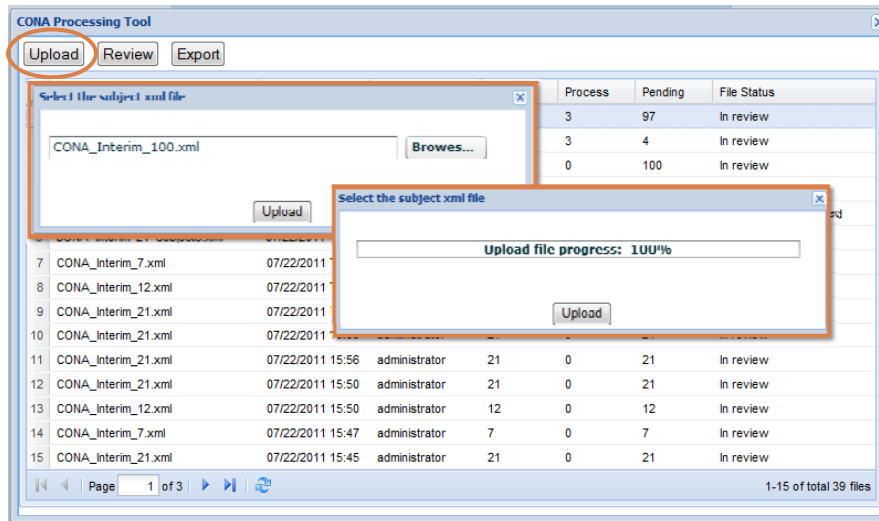 CONA Processing Tool
Upload Review Export
Process Pending File Status
Select the subject xml file
3 97 In review
3 4 In review
CONA_Interim_100.xml Browes...
0 100 In review
Upload
Select the subject xml file
Upload file progress: 100%
Upload
7 CONA_Interim_7.xml 07/22/2011
8 CONA_Interim_12.xml 07/22/2011
9 CONA_Interim_21.xml 07/22/2011
10 CONA_Interim_21.xml 07/22/2011
11 CONA_Interim_21.xml 07/22/2011 15:56 administrator 21 0 21 In review
12 CONA_Interim_21.xml 07/22/2011 15:50 administrator 21 0 21 In review
13 CONA_Interim_12.xml 07/22/2011 15:50 administrator 12 0 12 In review
14 CONA_Interim_7.xml 07/22/2011 15:47 administrator 7 0 7 In review
15 CONA_Interim_21.xml 07/22/2011 15:45 administrator 21 0 21 In review
Page 1 of 3 1-15 of total 39 files